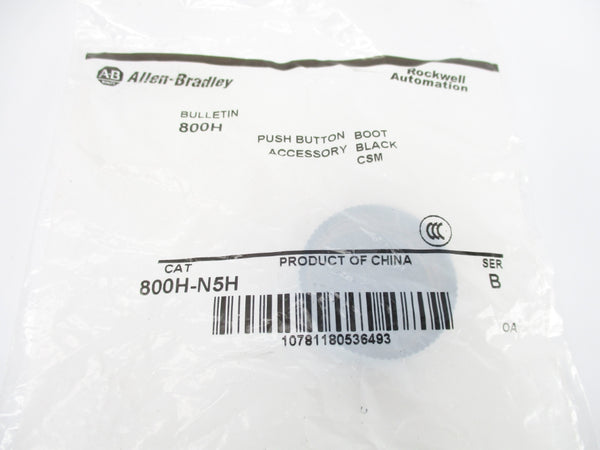 AB Allen-Bradley
Rockwell
Automation
BULLETIN
800H
PUSH BUTTON BOOT
ACCESSORY BLACK
CSM
CCC
CAT
PRODUCT OF CHINA
SER
800H-N5H
B
10781180536493
OA